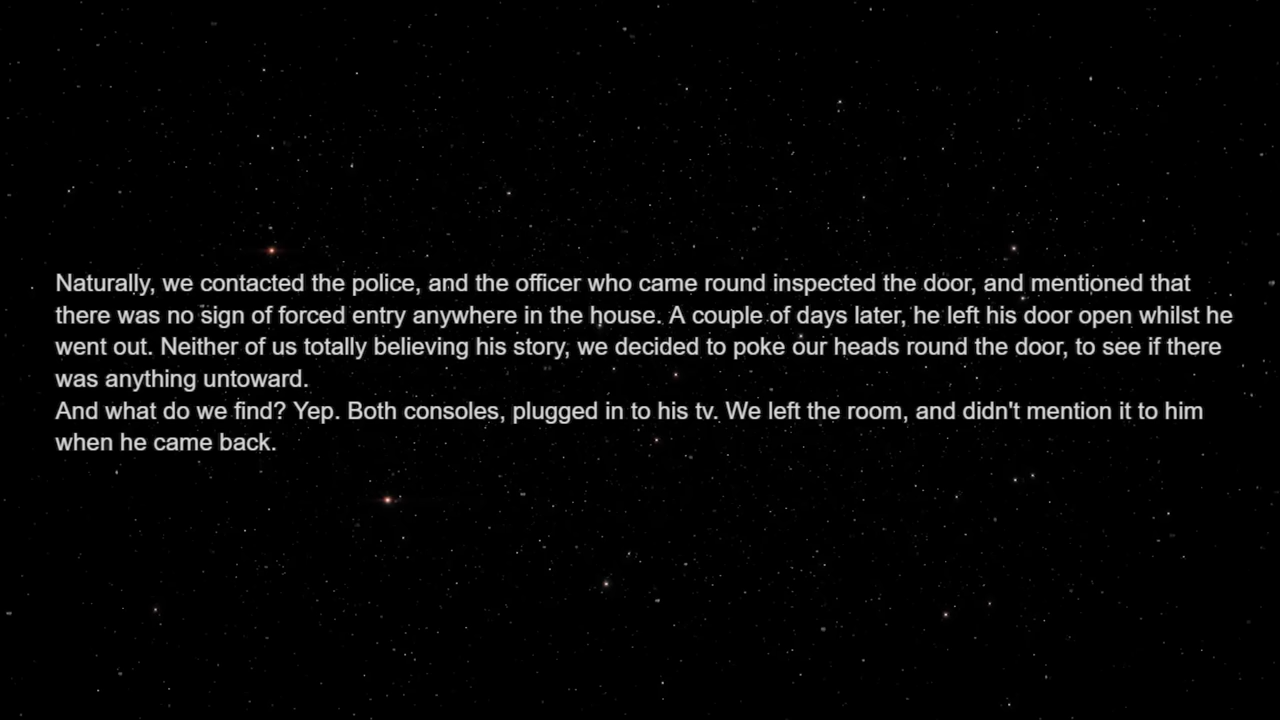 Naturally, we contacted the police, and the officer who came round inspected the door, and mentioned that
there was no sign of forced entry anywhere in the house. A couple of days later, he left his door open whilst he
went out. Neither of us totally believing his story, we decided to poke our heads round the door, to see if there
was anything untoward.
And what do we find? Yep. Both consoles, plugged in to his tv. We left the room, and didn't mention it to him
when he came back.